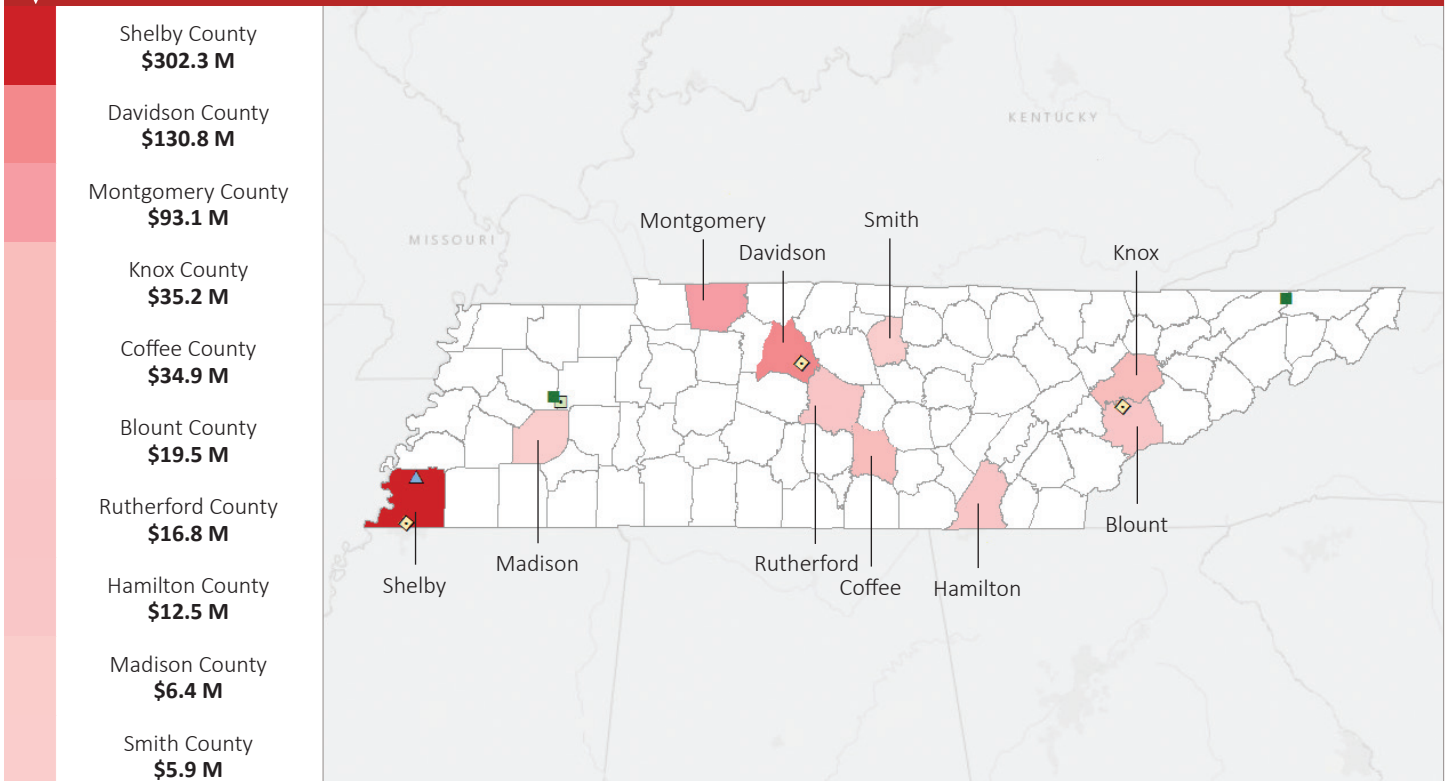 Shelby County
$302.3 M
Davidson County
$130.8 M
Montgomery County
$93.1 M
Knox County
$35.2 M
Coffee County
$34.9 M
Blount County
$19.5 M
Rutherford County
$16.8 M
Hamilton County
$12.5 M
Madison County
$6.4 M
Smith County
$5.9 M
KENTUCKY
MISSOURI
Montgomery
Smith
Davidson
Knox
Blount
Madison
Rutherford
Shelby
Coffee
Hamilton